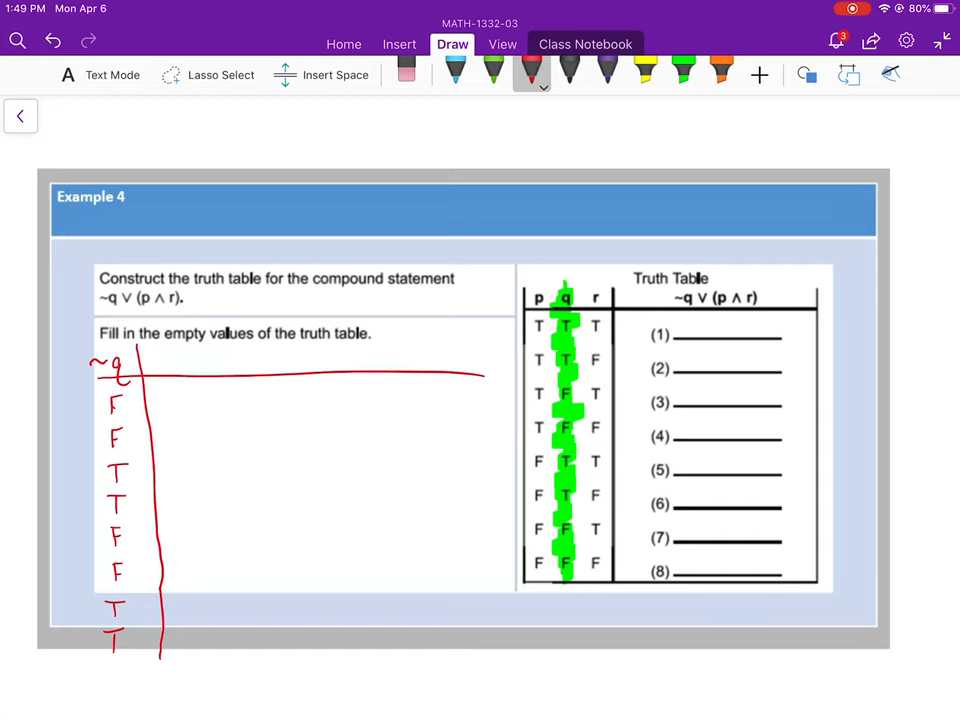 1:49 PM Mon Apr 6
80%
MATH-1332-03
Home Insert Draw View Class Notebook
3
A Text Mode Lasso Select Insert Space
Example 4
Construct the truth table for the compound statement
~q ∨ (p ∧ r).
Fill in the empty values of the truth table.
~q
F
F
T
T
F
F
T
T
Truth Table
p q r ~q ∨ (p ∧ r)
T T T (1)
T T F (2)
T F T (3)
T F F (4)
F T T (5)
F T F (6)
F F T (7)
F F F (8)